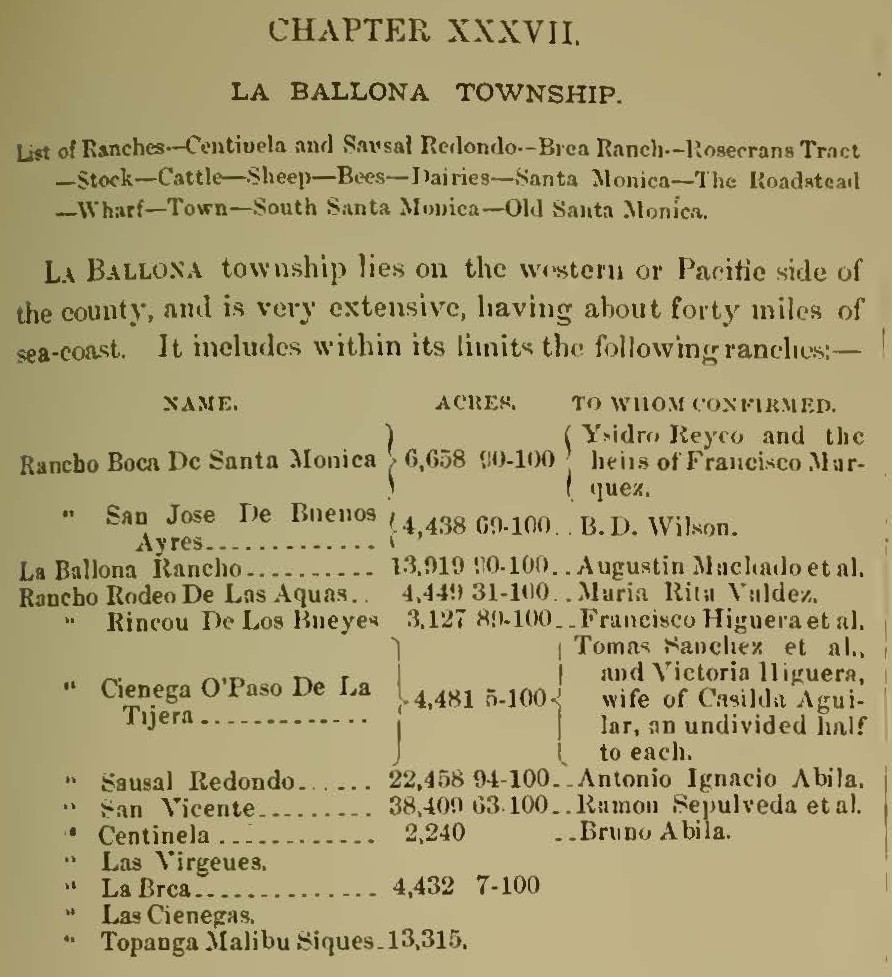 CHAPTER XXXVII.
LA BALLONA TOWNSHIP.
List of Ranches--Centinela and Sausal Redondo--Brea Ranch--Rosecrans Tract
—Stock—Cattle—Sheep—Bees—Dairies—Santa Monica—The Roadstead
—Wharf—Town—South Santa Monica—Old Santa Monica.
LA BALLONA township lies on the western or Pacific side of
the county, and is very extensive, having about forty miles of
sea-coast. It includes within its limits the following ranches:—
NAME. ACRES. TO WHOM CONFIRMED.
Rancho Boca De Santa Monica } 6,658 90-100 { Ysidro Reyco and the
heirs of Francisco Mar-
quez.
" San Jose De Buenos
Ayres............. { 4,438 69-100.. B. D. Wilson.
La Ballona Rancho.......... 13,919 90-100.. Augustin Machado et al.
Rancho Rodeo De Las Aquas.. 4,449 31-100.. Maria Rita Valdez.
" Rincou De Los Bueyes 3,127 89-100.. Francisco Higuera et al.
" Cienega O'Paso De La
Tijera............. } 4,481 5-100 { Tomas Sanchez et al.,
and Victoria Higuera,
wife of Casilda Agui-
lar, an undivided half
to each.
" Sausal Redondo...... 22,458 94-100.. Antonio Ignacio Abila.
" San Vicente......... 38,409 63-100.. Ramon Sepulveda et al.
" Centinela............ 2,240 ..Bruno Abila.
" Las Virgeues.
" La Brea.............. 4,432 7-100
" Las Cienegas.
" Topanga Malibu Siques. 13,315.